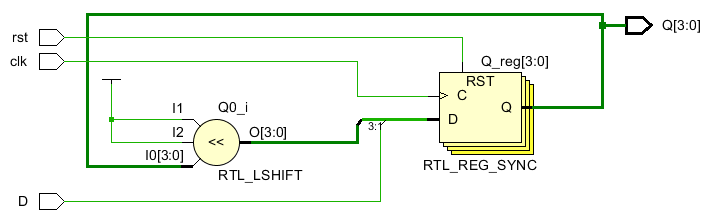 rst
clk
D
I1
I2
I0[3:0]
Q0_i
<<
O[3:0]
RTL_LSHIFT
3:1
Q_reg[3:0]
RST
C
D
Q
RTL_REG_SYNC
Q[3:0]